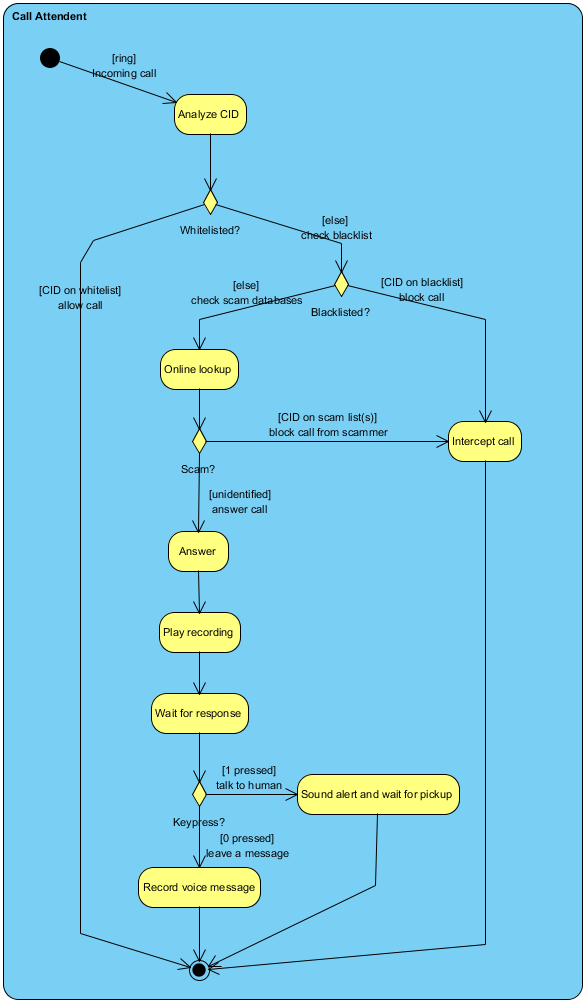 Call Attendent
[ring]
Incoming call
Analyze CID
Whitelisted?
[else]
check blacklist
[CID on whitelist]
allow call
[else]
check scam databases
[CID on blacklist]
block call
Blacklisted?
Online lookup
[CID on scam list(s)]
block call from scammer
Intercept call
Scam?
[unidentified]
answer call
Answer
Play recording
Wait for response
[1 pressed]
talk to human
Sound alert and wait for pickup
Keypress?
[0 pressed]
leave a message
Record voice message